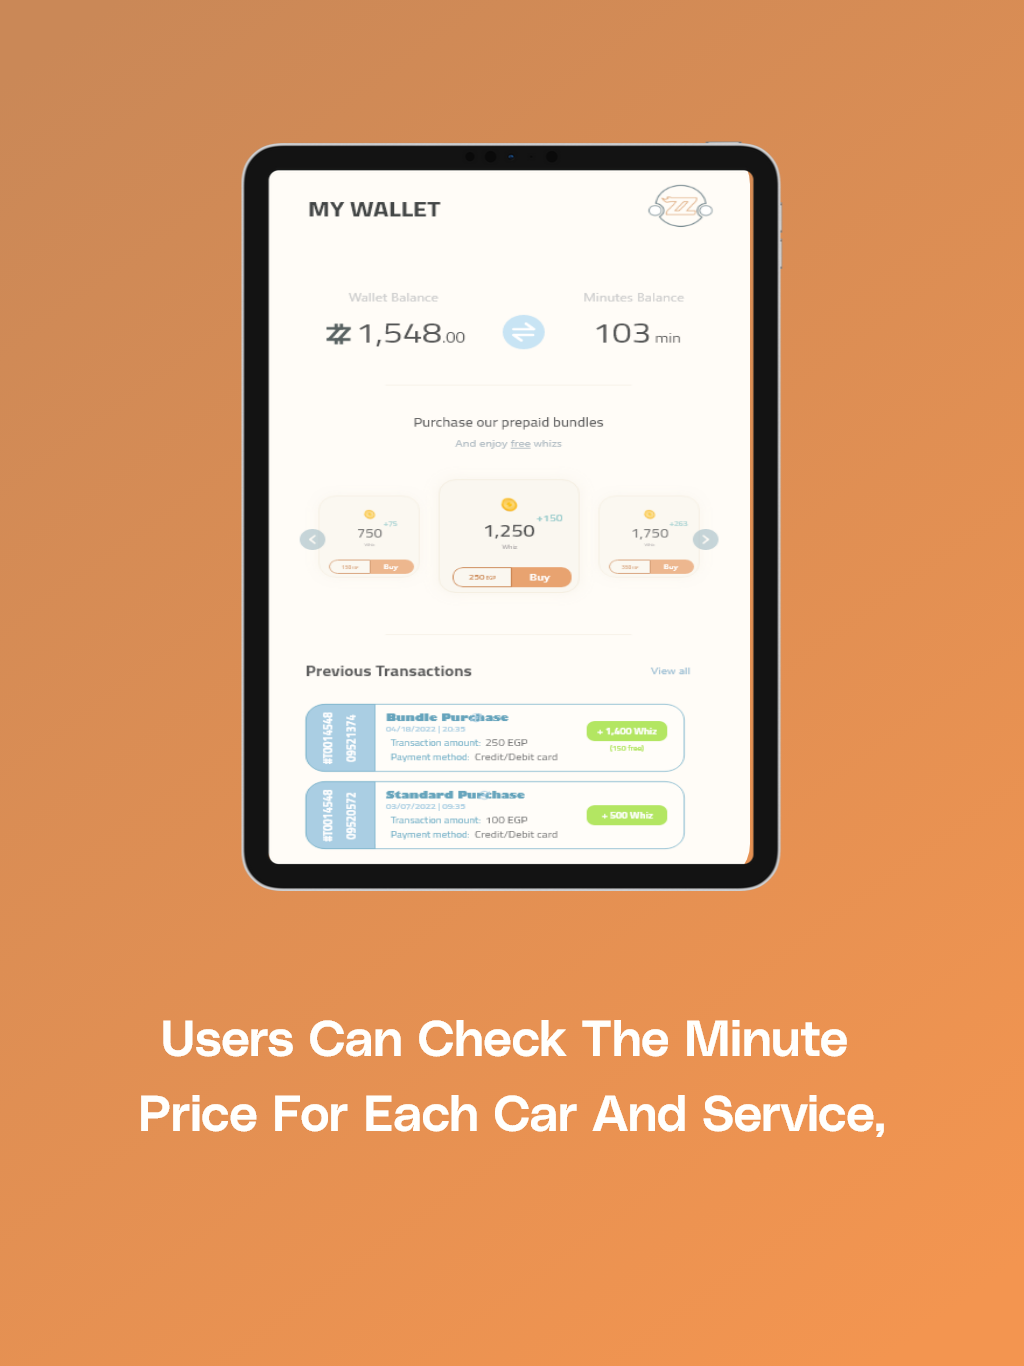 MY WALLET
Wallet Balance
Minutes Balance
1,548.00
103 min
Purchase our prepaid bundles
And enjoy free whizs
+75
750
Buy
+150
1,250
Whiz
250 EGP
Buy
+263
1,750
Buy
Previous Transactions
View all
#T0014548
09521374
Bundle Purchase
04/18/2022 | 20:35
Transaction amount: 250 EGP
Payment method: Credit/Debit card
+ 1,400 Whiz
(150 free)
#T0014548
09520572
Standard Purchase
03/07/2022 | 09:35
Transaction amount: 100 EGP
Payment method: Credit/Debit card
+ 500 Whiz
Users Can Check The Minute
Price For Each Car And Service,